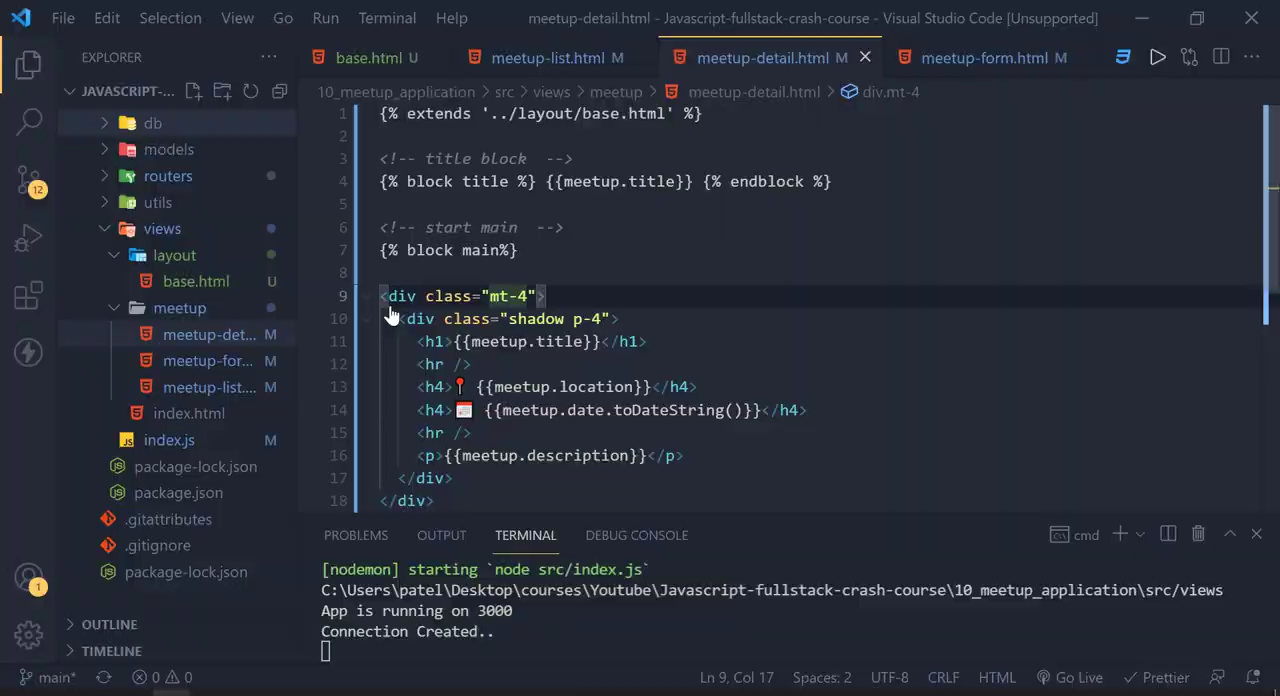 File Edit Selection View Go Run Terminal Help meetup-detail.html - Javascript-fullstack-crash-course - Visual Studio Code [Unsupported]
EXPLORER
base.html U
meetup-list.html M
meetup-detail.html M
meetup-form.html M
JAVASCRIPT-...
10_meetup_application > src > views > meetup > meetup-detail.html > div.mt-4
db
models
routers
utils
views
layout
base.html U
meetup
meetup-det... M
meetup-for... M
meetup-list.... M
index.html
index.js M
package-lock.json
package.json
.gitattributes
.gitignore
package-lock.json
OUTLINE
TIMELINE
12
1
1 {% extends '../layout/base.html' %}
2
3 <!-- title block  -->
4 {% block title %} {{meetup.title}} {% endblock %}
5
6 <!-- start main  -->
7 {% block main%}
8
9 <div class="mt-4">
10 <div class="shadow p-4">
11 <h1>{{meetup.title}}</h1>
12 <hr />
13 <h4>📍 {{meetup.location}}</h4>
14 <h4>📅 {{meetup.date.toDateString()}}</h4>
15 <hr />
16 <p>{{meetup.description}}</p>
17 </div>
18 </div>
PROBLEMS OUTPUT TERMINAL DEBUG CONSOLE cmd
[nodemon] starting `node src/index.js`
C:\Users\patel\Desktop\courses\Youtube\Javascript-fullstack-crash-course\10_meetup_application\src/views
App is running on 3000
Connection Created..
main* 0 0 Ln 9, Col 17 Spaces: 2 UTF-8 CRLF HTML Go Live Prettier